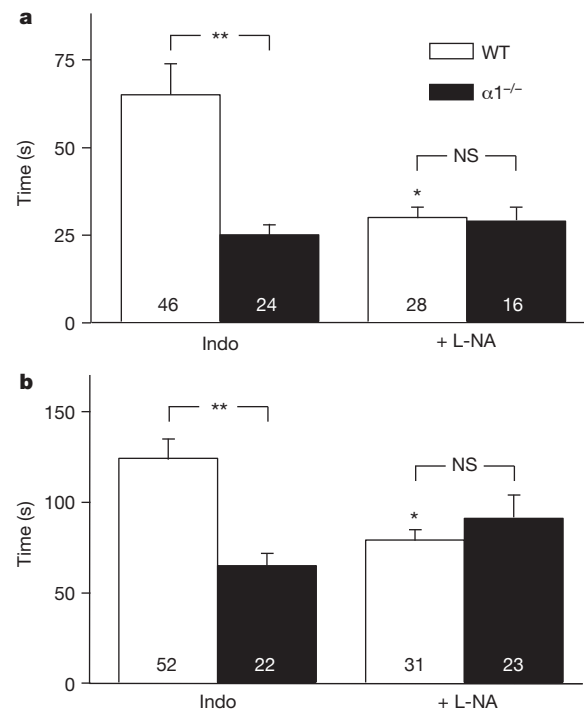 a
**
WT
α1⁻/⁻
NS
*
Time (s)
75
50
25
0
46 24 28 16
Indo + L-NA
b
**
NS
*
Time (s)
150
100
50
0
52 22 31 23
Indo + L-NA